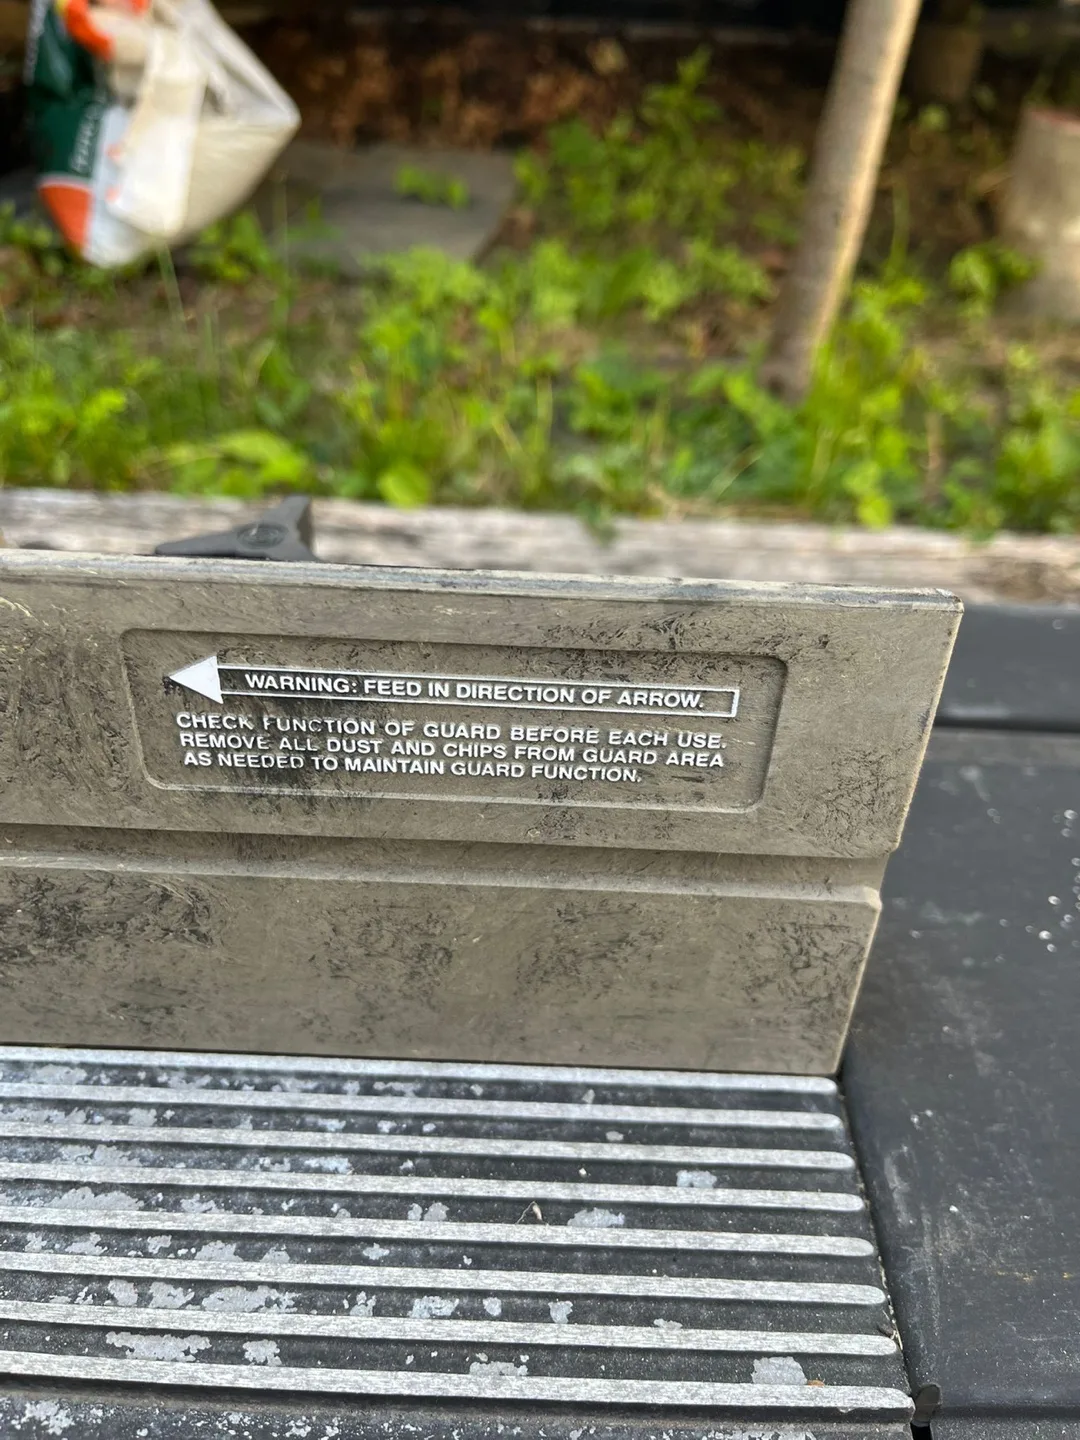 WARNING: FEED IN DIRECTION OF ARROW.
CHECK FUNCTION OF GUARD BEFORE EACH USE.
REMOVE ALL DUST AND CHIPS FROM GUARD AREA
AS NEEDED TO MAINTAIN GUARD FUNCTION.